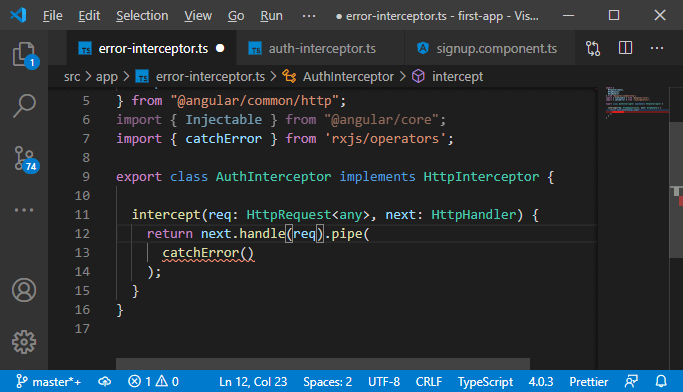 File Edit View Go Run ··· error-interceptor.ts - first-app - Vis...
TS error-interceptor.ts ● TS auth-interceptor.ts signup.component.ts ···
src > app > TS error-interceptor.ts > AuthInterceptor > intercept
1
74
5 } from "@angular/common/http";
6 import { Injectable } from "@angular/core";
7 import { catchError } from 'rxjs/operators';
8
9 export class AuthInterceptor implements HttpInterceptor {
10
11 intercept(req: HttpRequest<any>, next: HttpHandler) {
12 return next.handle(req).pipe(
13 catchError()
14 );
15 }
16 }
17
master*+ 1 0 Ln 12, Col 23 Spaces: 2 UTF-8 CRLF TypeScript 4.0.3 Prettier